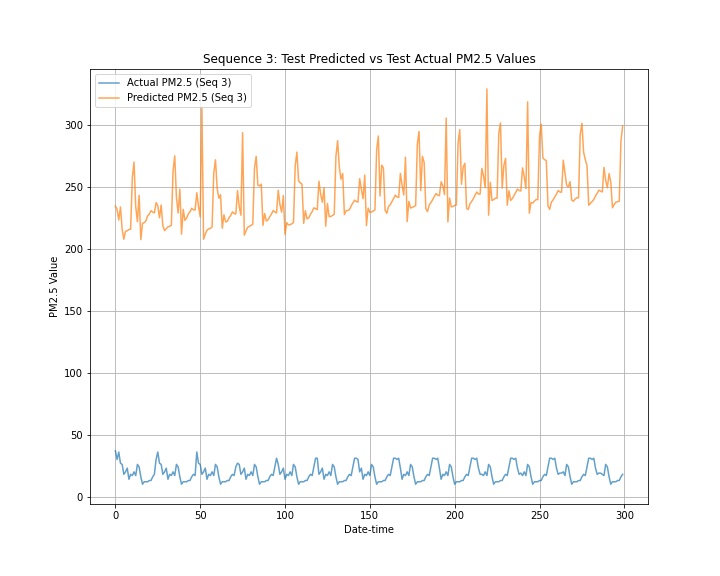 Sequence 3: Test Predicted vs Test Actual PM2.5 Values
Actual PM2.5 (Seq 3)
Predicted PM2.5 (Seq 3)
300
250
200
150
100
50
0
PM2.5 Value
0 50 100 150 200 250 300
Date-time